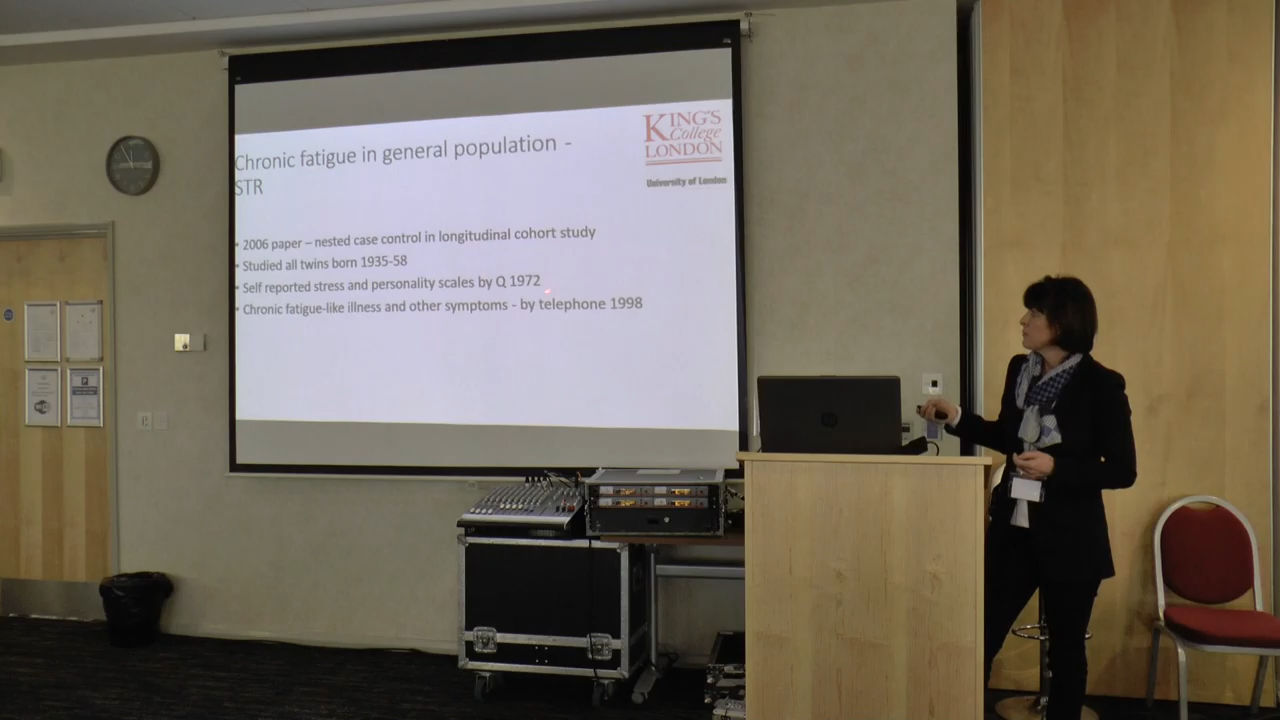 Chronic fatigue in general population -
STR
KING'S
College
LONDON
University of London
• 2006 paper – nested case control in longitudinal cohort study
• Studied all twins born 1935-58
• Self reported stress and personality scales by Q 1972
• Chronic fatigue-like illness and other symptoms - by telephone 1998